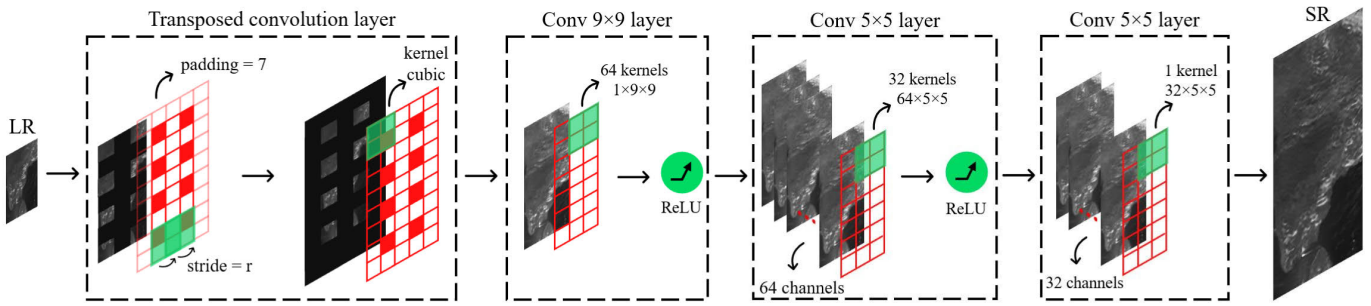 Transposed convolution layer
Conv 9×9 layer
Conv 5×5 layer
Conv 5×5 layer
SR
LR
padding = 7
stride = r
kernel
cubic
64 kernels
1×9×9
ReLU
32 kernels
64×5×5
64 channels
ReLU
1 kernel
32×5×5
32 channels